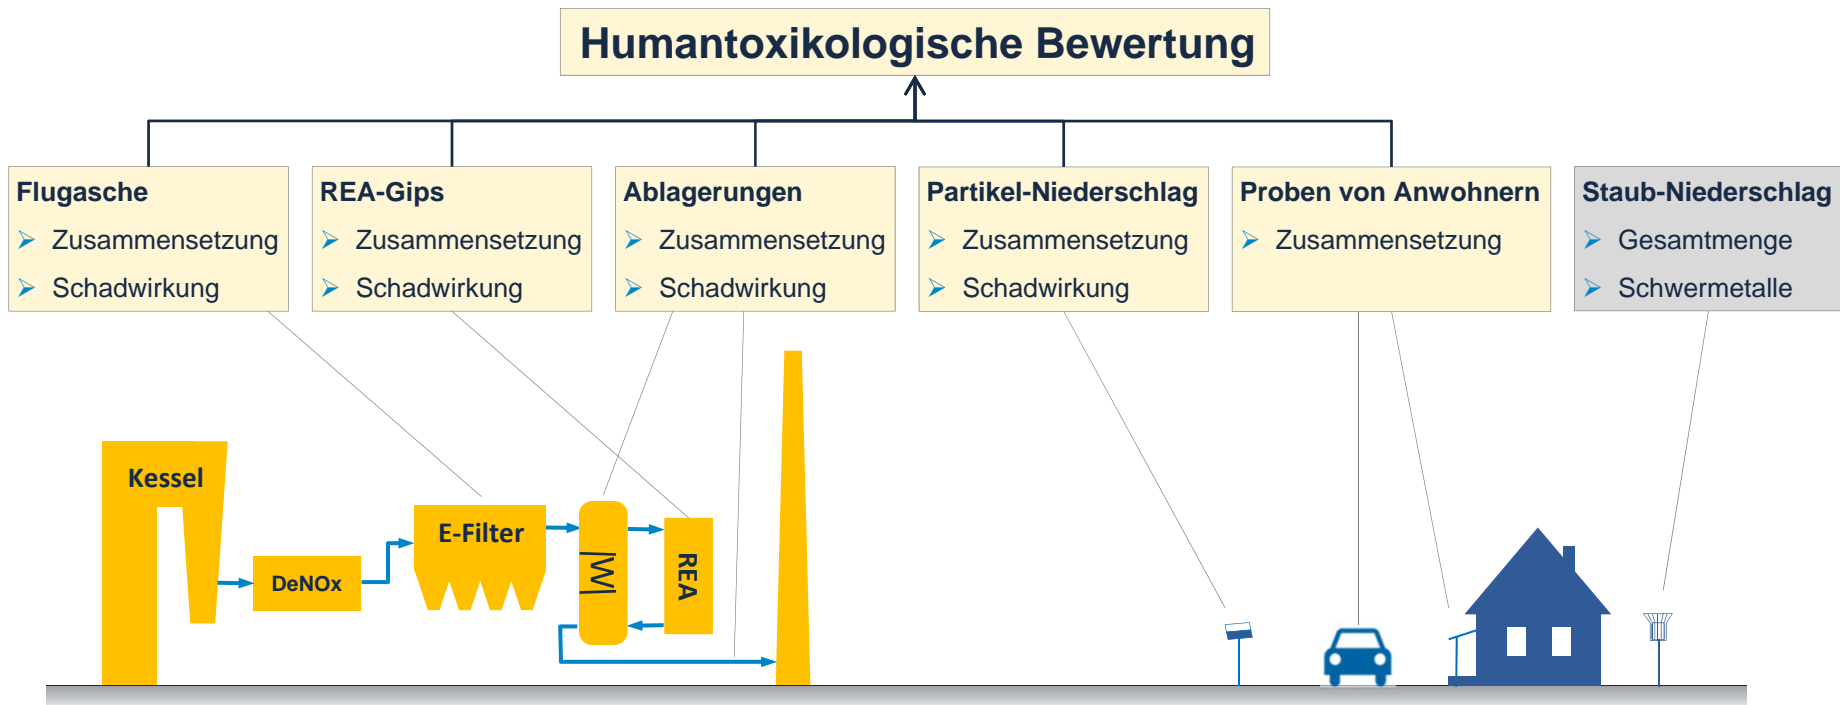 Humantoxikologische Bewertung
Flugasche
Zusammensetzung
Schadwirkung
REA-Gips
Zusammensetzung
Schadwirkung
Ablagerungen
Zusammensetzung
Schadwirkung
Partikel-Niederschlag
Zusammensetzung
Schadwirkung
Proben von Anwohnern
Zusammensetzung
Staub-Niederschlag
Gesamtmenge
Schwermetalle
Kessel
DeNOx
E-Filter
REA